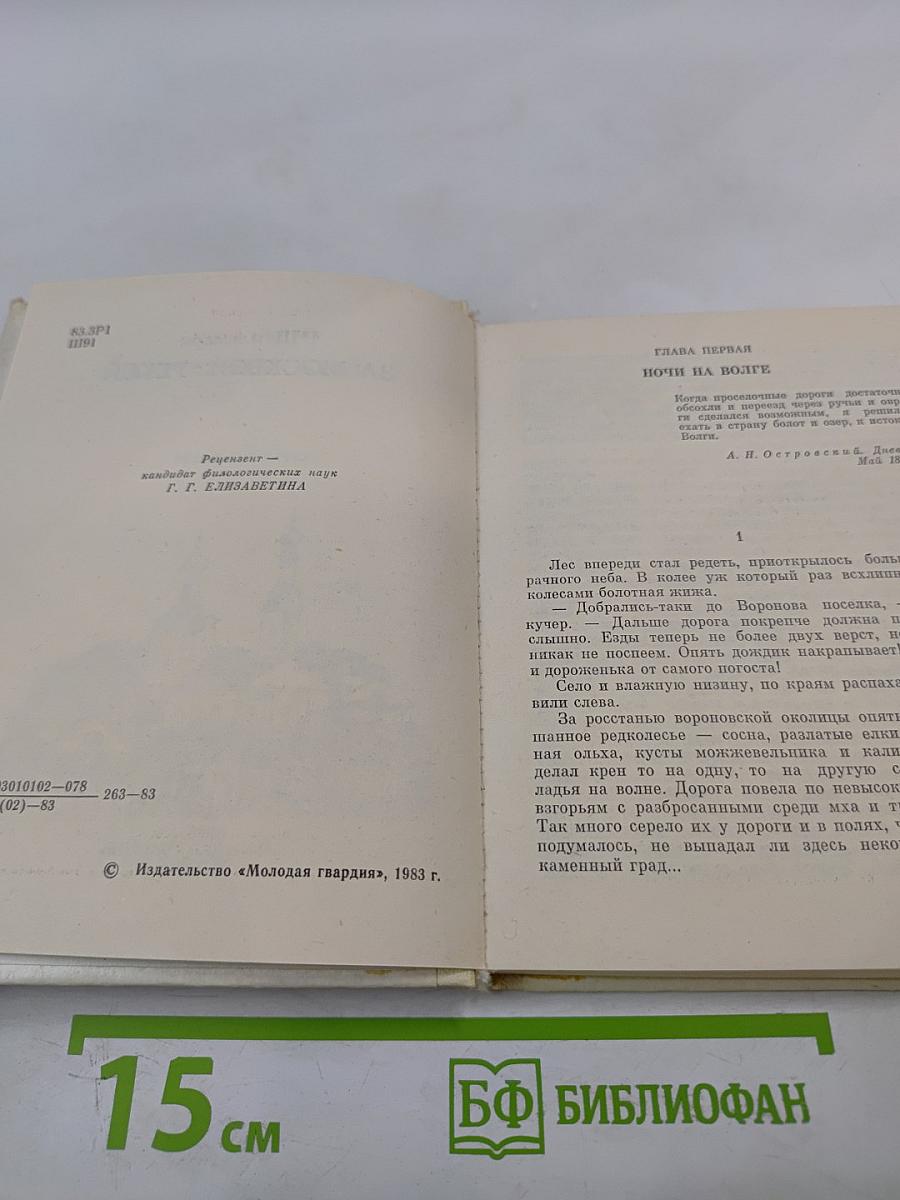 83.3Р1
Ш91
Рецензент —
кандидат филологических наук
Г. Г. ЕЛИЗАВЕТИНА
03010102—078
(02)—83
263—83
© Издательство «Молодая гвардия», 1983 г.
ГЛАВА ПЕРВАЯ
НОЧИ НА ВОЛГЕ
Когда проселочные дороги достаточн
обсохли и переезд через ручьи и овр
ги сделался возможным, я решил
ехать в страну болот и озер, к исток
Волги.
А. Н. Островский. Днев
Май 18
1
Лес впереди стал редеть, приоткрылось боль
рачного неба. В колее уж который раз всхлипн
колесами болотная жижа.
— Добрались-таки до Воронова поселка, —
кучер. — Дальше дорога покрепче должна п
слышно. Езды теперь не более двух верст, н
никак не поспеем. Опять дождик накрапывает!
и дороженька от самого погоста!
Село и влажную низину, по краям распаха
вили слева.
За росстанью вороновской околицы опять
шанное редколесье — сосна, разлатые елки
ная ольха, кусты можжевельника и кали
делал крен то на одну, то на другую с
ладья на волне. Дорога повела по невысок
взгорьям с разбросанными среди мха и т
Так много серело их у дороги и в полях, ч
подумалось, не выпадал ли здесь неко
каменный град...
15 см
БФ БИБЛИОФАН